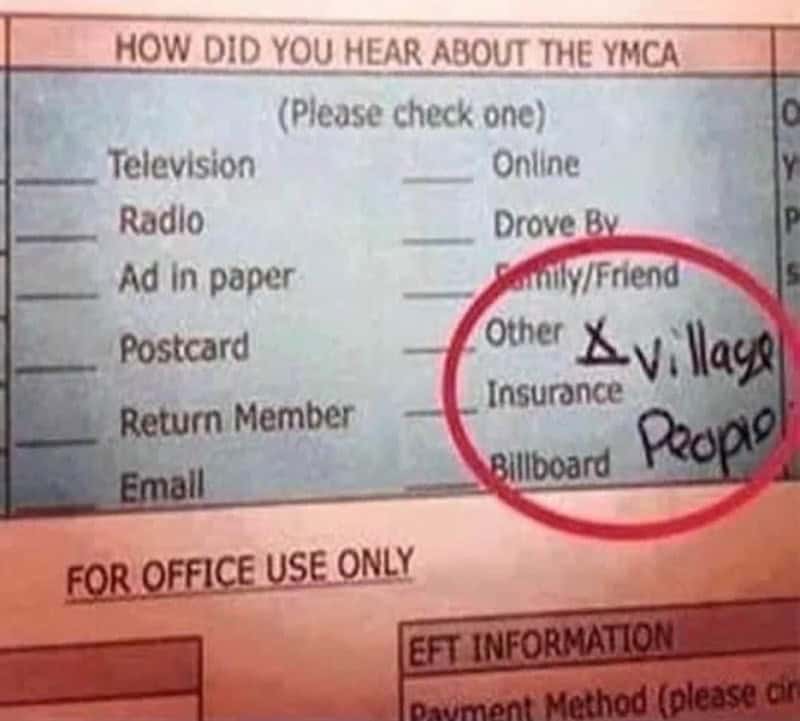 HOW DID YOU HEAR ABOUT THE YMCA
(Please check one)
Television
Online
Radio
Drove By
Ad in paper
Family/Friend
Postcard
Other X Village
People
Return Member
Insurance
Email
Billboard
FOR OFFICE USE ONLY
EFT INFORMATION
Payment Method (please